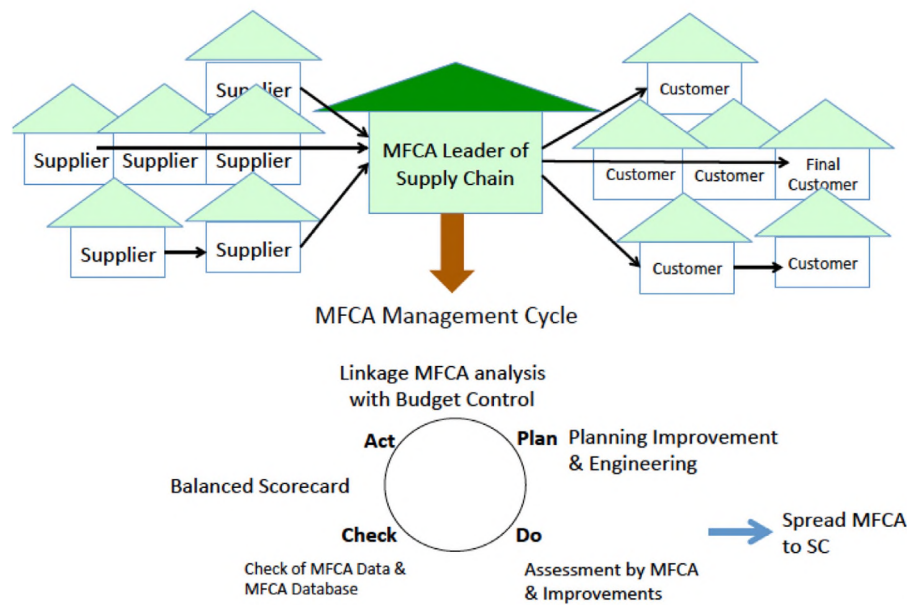 Supplier
Customer
MFCA Leader of
Supply Chain
Supplier
Supplier
Supplier
Customer
Customer
Final
Customer
Supplier
Supplier
Customer
Customer
MFCA Management Cycle
Linkage MFCA analysis
with Budget Control
Act
Plan
Planning Improvement
& Engineering
Balanced Scorecard
Check
Do
Spread MFCA
to SC
Check of MFCA Data &
MFCA Database
Assessment by MFCA
& Improvements